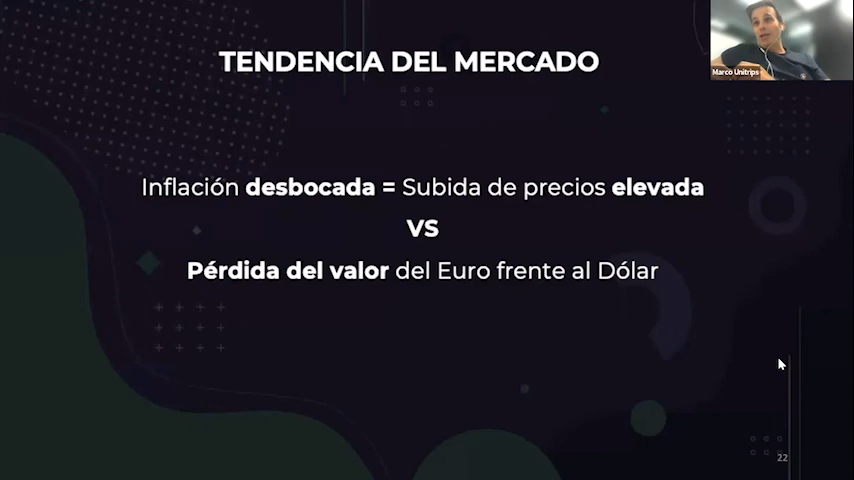 TENDENCIA DEL MERCADO
Marco Unitrips
Inflación desbocada = Subida de precios elevada
VS
Pérdida del valor del Euro frente al Dólar
22